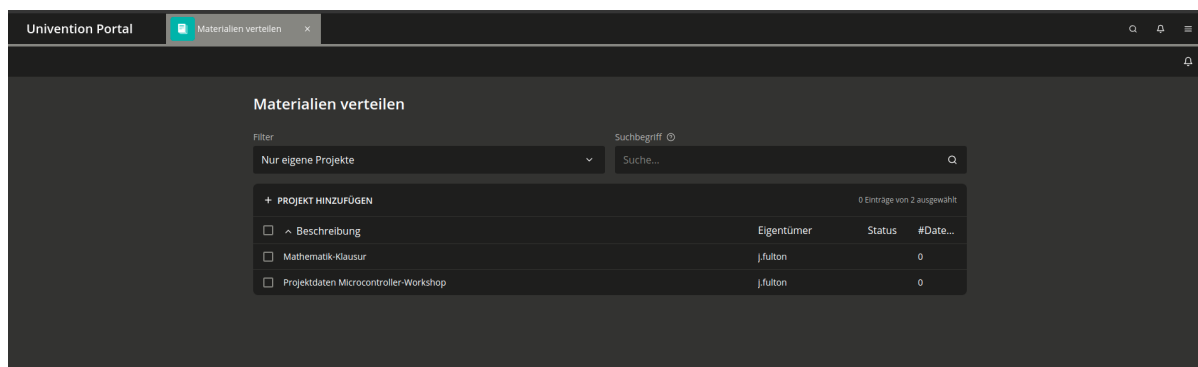 Univention Portal
Materialien verteilen
Materialien verteilen
Filter
Suchbegriff
Nur eigene Projekte
Suche...
+ PROJEKT HINZUFÜGEN
0 Einträge von 2 ausgewählt
Beschreibung Eigentümer Status #Date...
Mathematik-Klausur j.fulton 0
Projektdaten Microcontroller-Workshop j.fulton 0